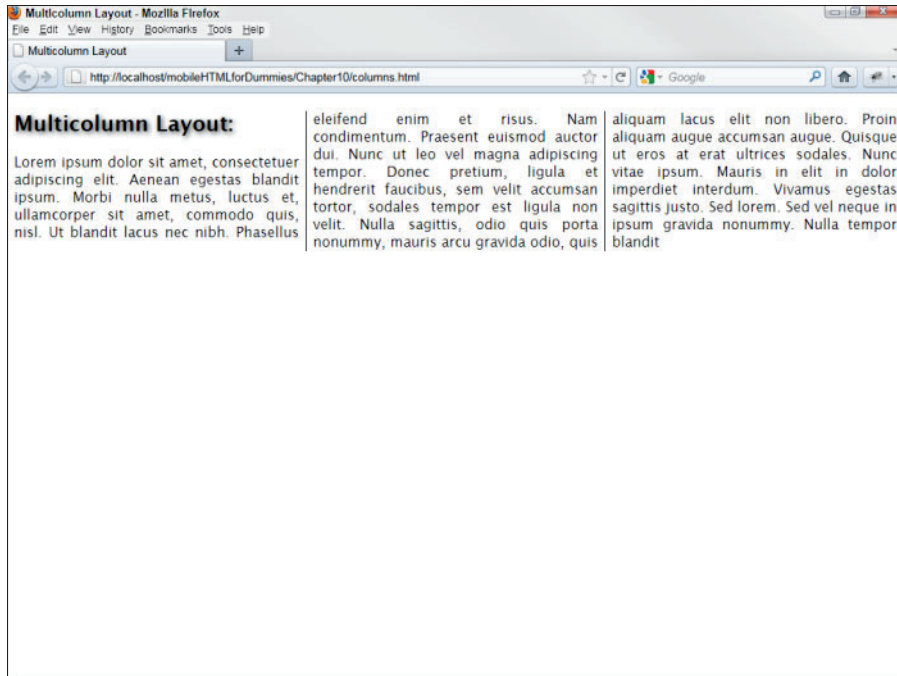 Multicolumn Layout - Mozilla Firefox
File Edit View History Bookmarks Tools Help
Multicolumn Layout +
http://localhost/mobileHTMLforDummies/Chapter10/columns.html Google
Multicolumn Layout:
Lorem ipsum dolor sit amet, consectetuer
adipiscing elit. Aenean egestas blandit
ipsum. Morbi nulla metus, luctus et,
ullamcorper sit amet, commodo quis,
nisl. Ut blandit lacus nec nibh. Phasellus
eleifend enim et risus. Nam
condimentum. Praesent euismod auctor
dui. Nunc ut leo vel magna adipiscing
tempor. Donec pretium, ligula et
hendrerit faucibus, sem velit accumsan
tortor, sodales tempor est ligula non
velit. Nulla sagittis, odio quis porta
nonummy, mauris arcu gravida odio, quis
aliquam lacus elit non libero. Proin
aliquam augue accumsan augue. Quisque
ut eros at erat ultrices sodales. Nunc
vitae ipsum. Mauris in elit in dolor
imperdiet interdum. Vivamus egestas
sagittis justo. Sed lorem. Sed vel neque in
ipsum gravida nonummy. Nulla tempor
blandit